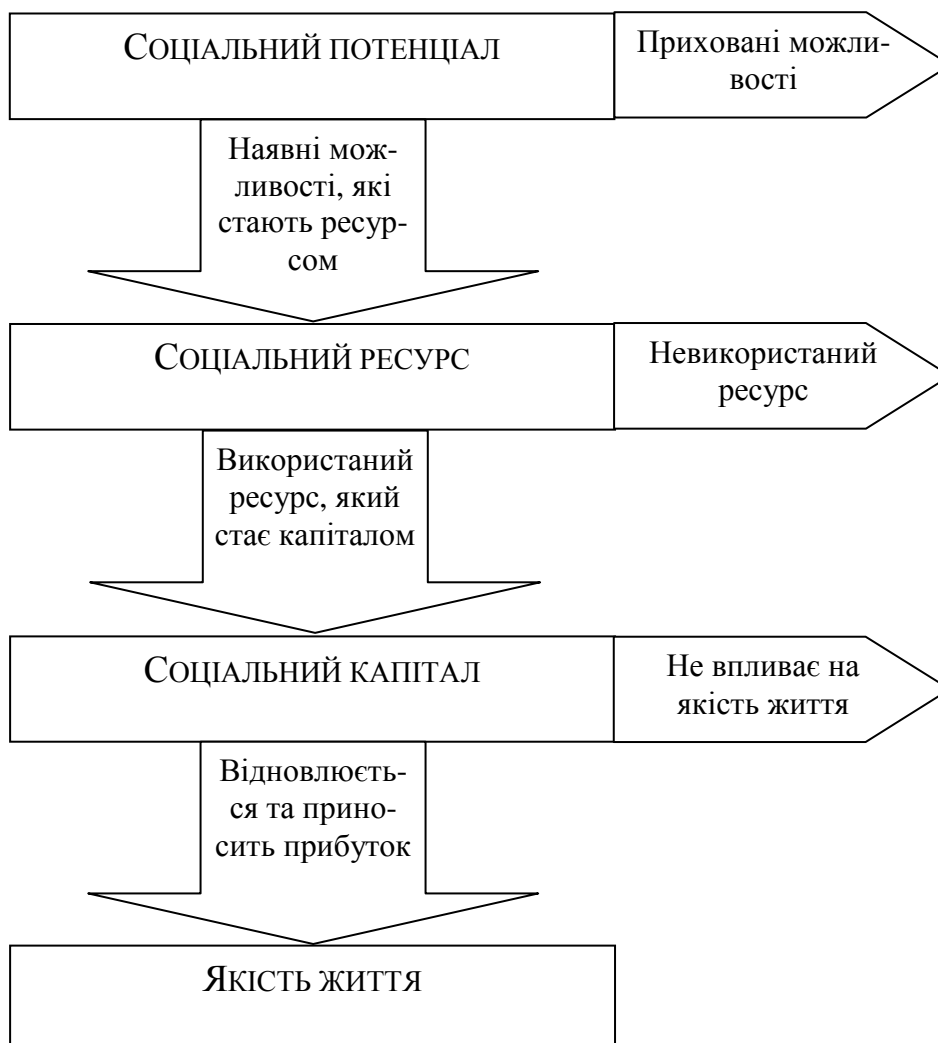 СОЦІАЛЬНИЙ ПОТЕНЦІАЛ
Приховані можли-
вості
Наявні мож-
ливості, які
стають ресур-
сом
СОЦІАЛЬНИЙ РЕСУРС
Невикористаний
ресурс
Використаний
ресурс, який
стає капіталом
СОЦІАЛЬНИЙ КАПІТАЛ
Не впливає на
якість життя
Відновлюєть-
ся та прино-
сить прибуток
ЯКІСТЬ ЖИТТЯ